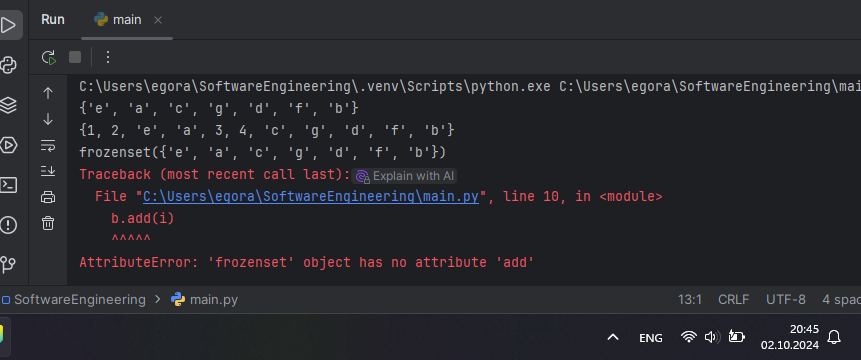 Run main
C:\Users\egora\SoftwareEngineering\.venv\Scripts\python.exe C:\Users\egora\SoftwareEngineering\mai
{'e', 'a', 'c', 'g', 'd', 'f', 'b'}
{1, 2, 'e', 'a', 3, 4, 'c', 'g', 'd', 'f', 'b'}
frozenset({'e', 'a', 'c', 'g', 'd', 'f', 'b'})
Traceback (most recent call last): Explain with AI
File "C:\Users\egora\SoftwareEngineering\main.py", line 10, in <module>
b.add(i)
^^^^^
AttributeError: 'frozenset' object has no attribute 'add'
SoftwareEngineering > main.py 13:1 CRLF UTF-8 4 spac
ENG 20:45
02.10.2024